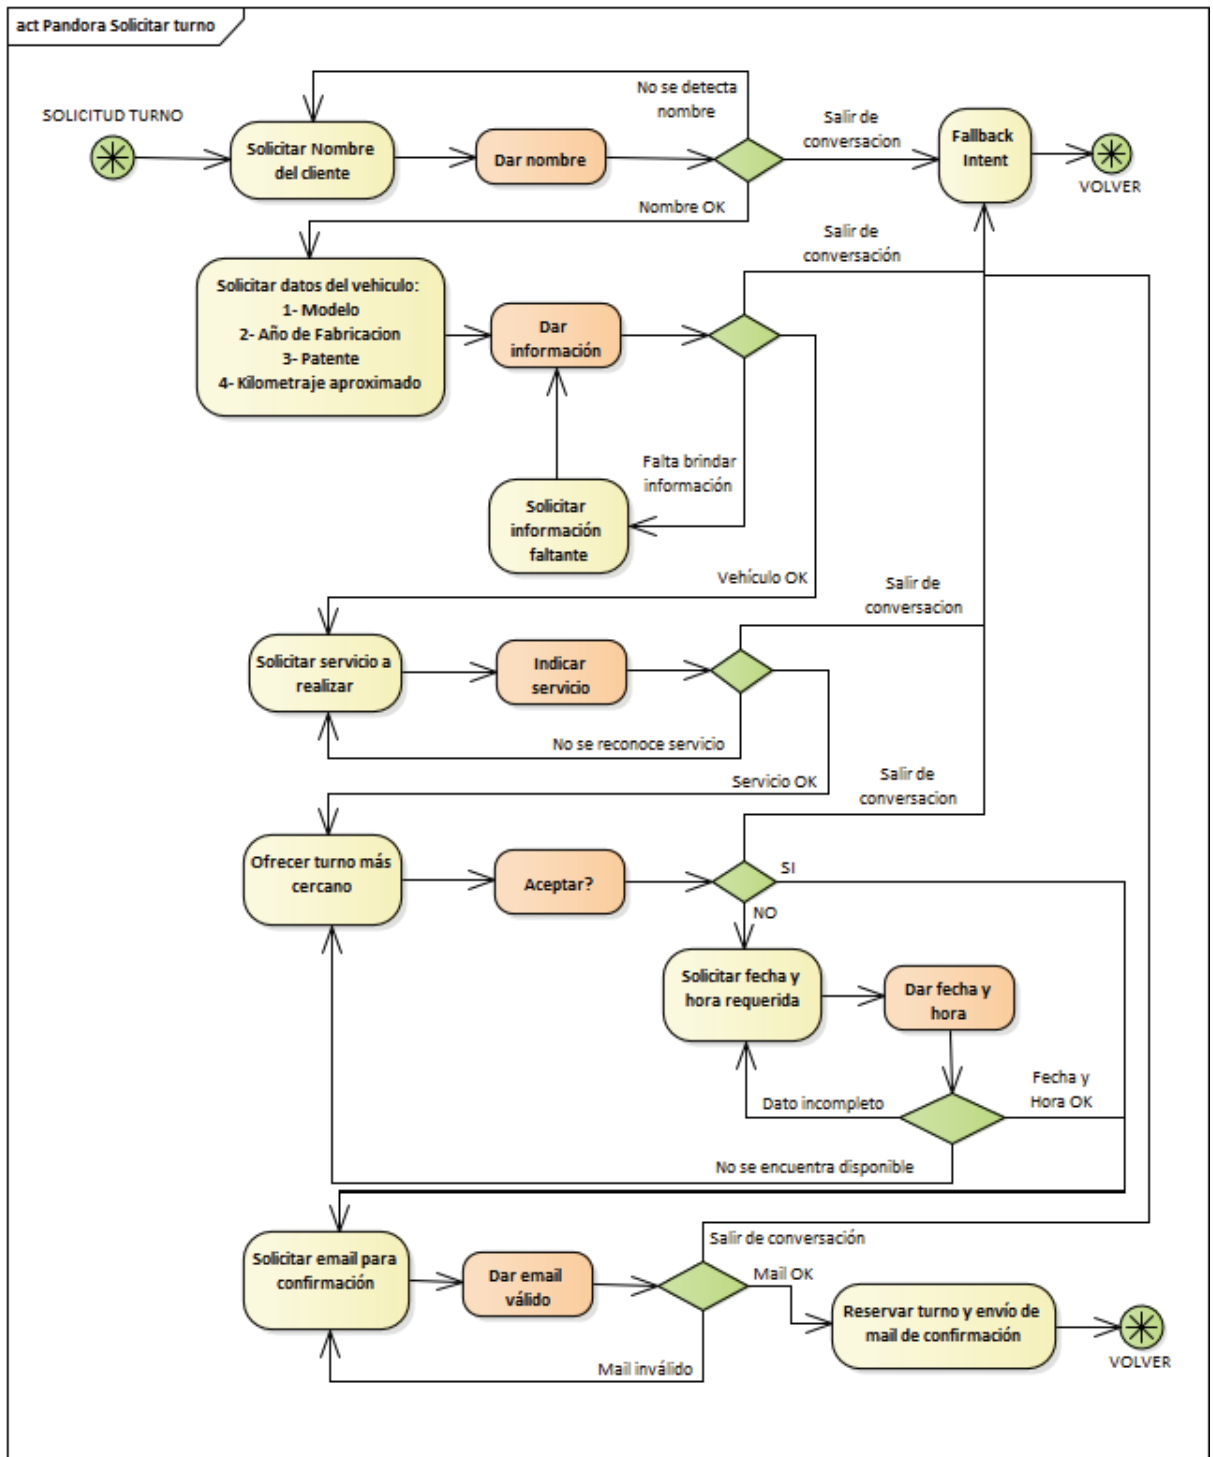 act Pandora Solicitar turno
No se detecta
nombre
SOLICITUD TURNO
Salir de
conversacion
Solicitar Nombre
del cliente
Dar nombre
Fallback
Intent
VOLVER
Nombre OK
Salir de
conversación
Solicitar datos del vehiculo:
1- Modelo
2- Año de Fabricacion
3- Patente
4- Kilometraje aproximado
Dar
información
Falta brindar
información
Solicitar
información
faltante
Vehículo OK
Salir de
conversacion
Solicitar servicio a
realizar
Indicar
servicio
No se reconoce servicio
Servicio OK
Salir de
conversacion
Ofrecer turno más
cercano
Aceptar?
SI
NO
Solicitar fecha y
hora requerida
Dar fecha y
hora
Fecha y
Hora OK
Dato incompleto
No se encuentra disponible
Salir de conversación
Solicitar email para
confirmación
Dar email
válido
Mail OK
Reservar turno y envío de
mail de confirmación
VOLVER
Mail inválido